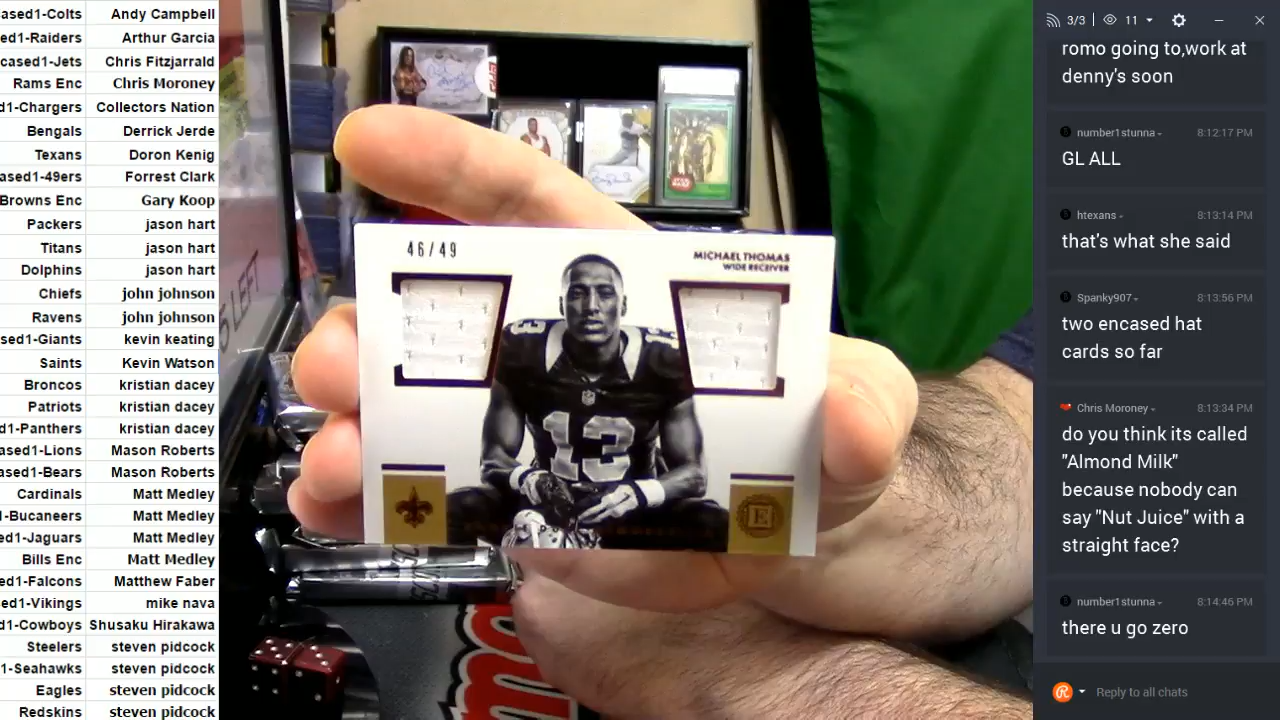 ased1-Colts Andy Campbell
ed1-Raiders Arthur Garcia
cased1-Jets Chris Fitzjarrald
Rams Enc Chris Moroney
d1-Chargers Collectors Nation
Bengals Derrick Jerde
Texans Doron Kenig
ased1-49ers Forrest Clark
Browns Enc Gary Koop
Packers jason hart
Titans jason hart
Dolphins jason hart
Chiefs john johnson
Ravens john johnson
sed1-Giants kevin keating
Saints Kevin Watson
Broncos kristian dacey
Patriots kristian dacey
-Panthers kristian dacey
ased1-Lions Mason Roberts
ased1-Bears Mason Roberts
Cardinals Matt Medley
1-Bucaneers Matt Medley
d1-Jaguars Matt Medley
Bills Enc Matt Medley
d1-Falcons Matthew Faber
ed1-Vikings mike nava
ed1-Cowboys Shusaku Hirakawa
Steelers steven pidcock
1-Seahawks steven pidcock
Eagles steven pidcock
Redskins steven pidcock
LEFT
46/49
MICHAEL THOMAS
WIDE RECEIVER
13
13
E
3/3 11
romo going to,work at
denny's soon
number1stunna 8:12:17 PM
GL ALL
htexans 8:13:14 PM
that's what she said
Spanky907 8:13:56 PM
two encased hat
cards so far
Chris Moroney 8:13:34 PM
do you think its called
"Almond Milk"
because nobody can
say "Nut Juice" with a
straight face?
number1stunna 8:14:46 PM
there u go zero
Reply to all chats